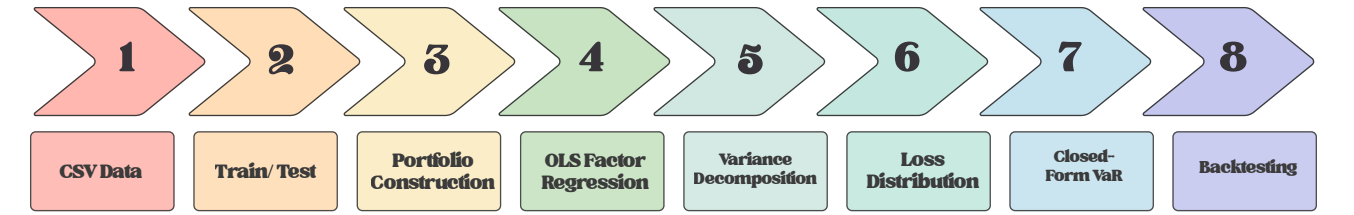 1
2
3
4
5
6
7
8
CSV Data
Train/ Test
Portfolio
Construction
OLS Factor
Regression
Variance
Decomposition
Loss
Distribution
Closed-
Form VaR
Backtesting